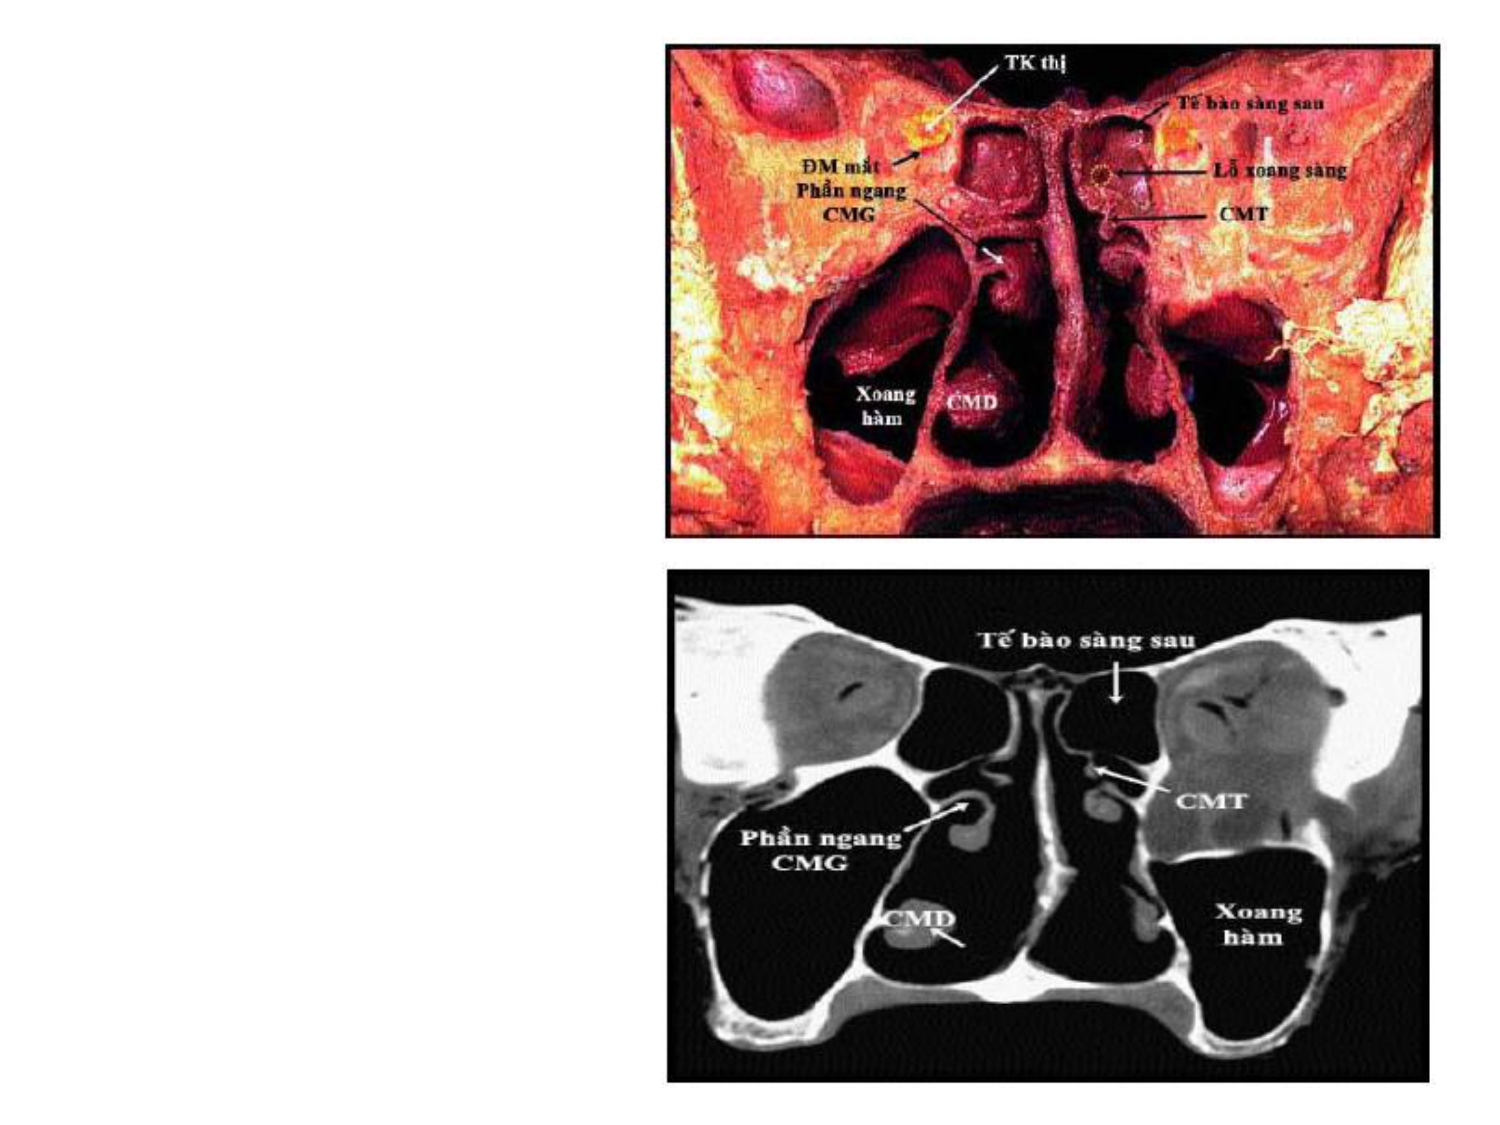 TK thị
Tế bào sàng sau
ĐM mắt
Lỗ xoang sàng
Phần ngang
CMG
CMT
Xoang
hàm
CMD
Tế bào sàng sau
CMT
Phần ngang
CMG
CMD
Xoang
hàm